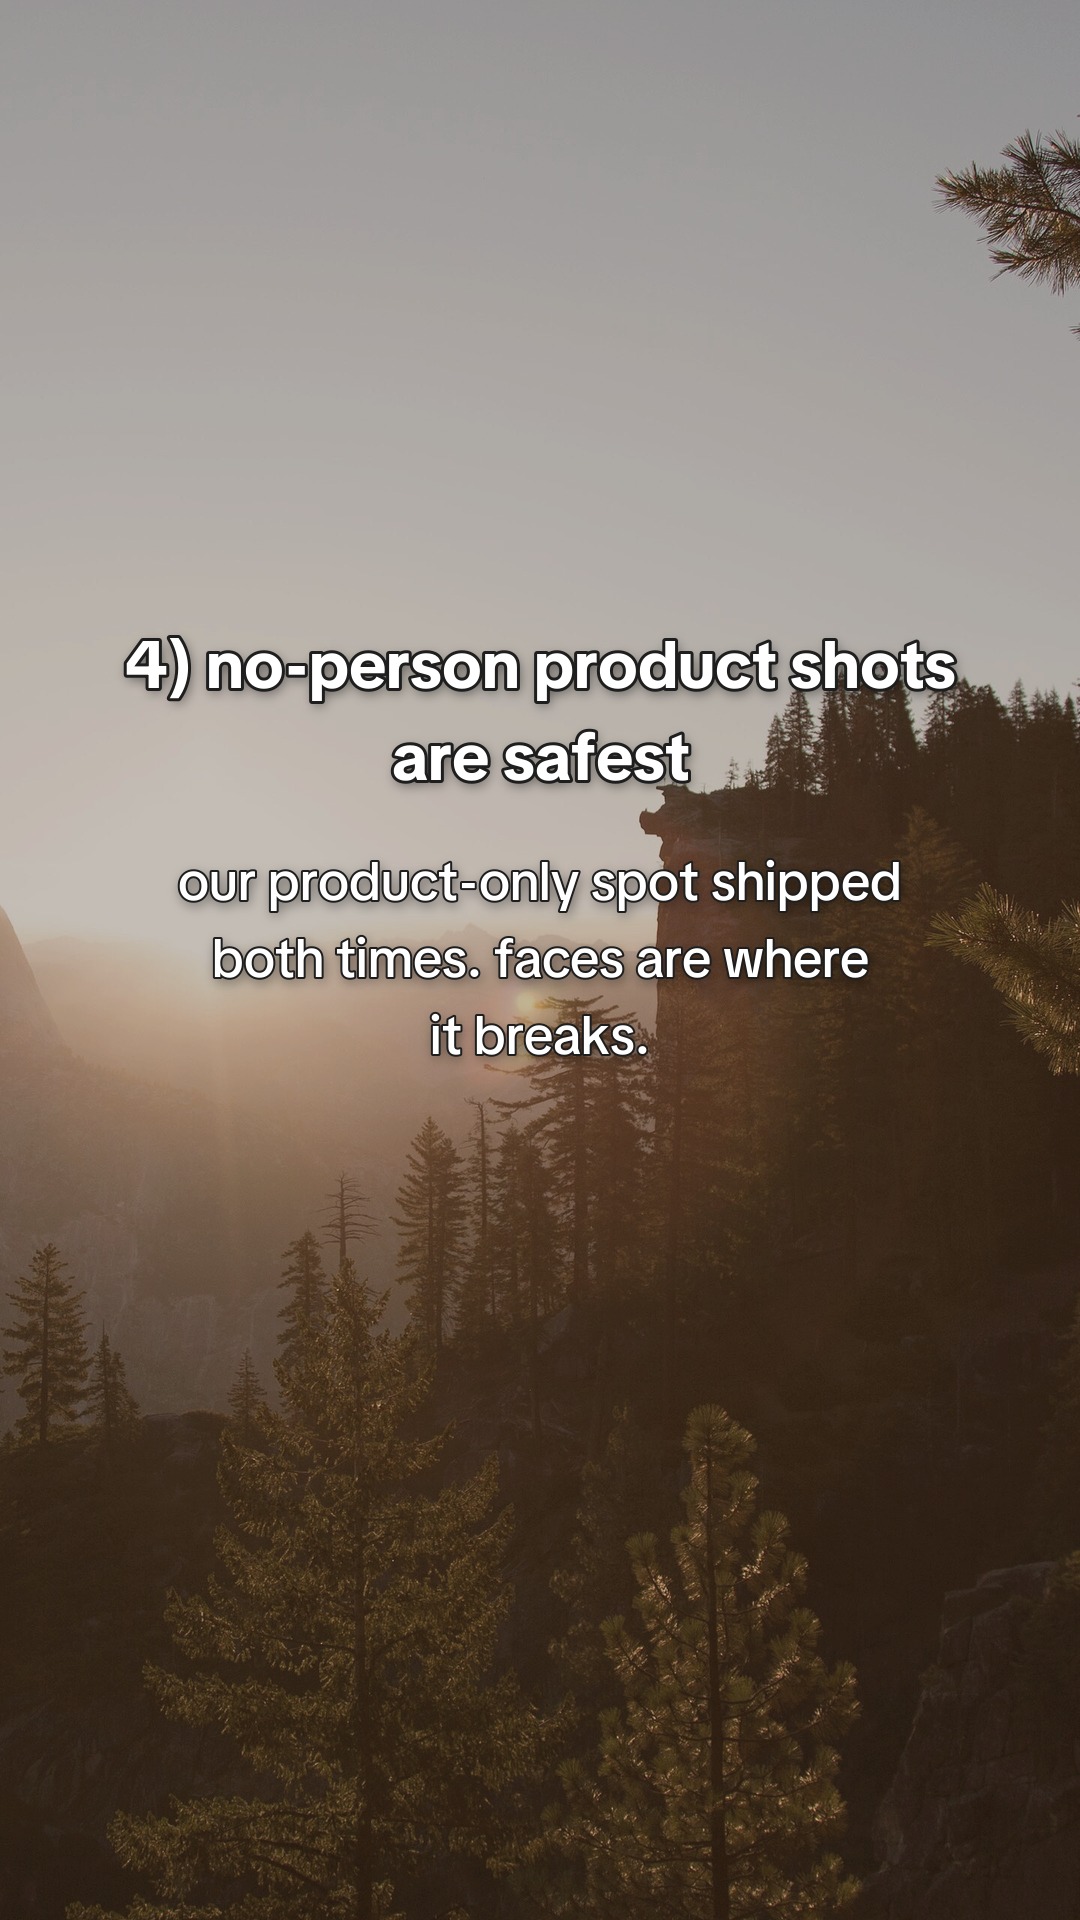 4) no-person product shots
are safest
our product-only spot shipped
both times. faces are where
it breaks.